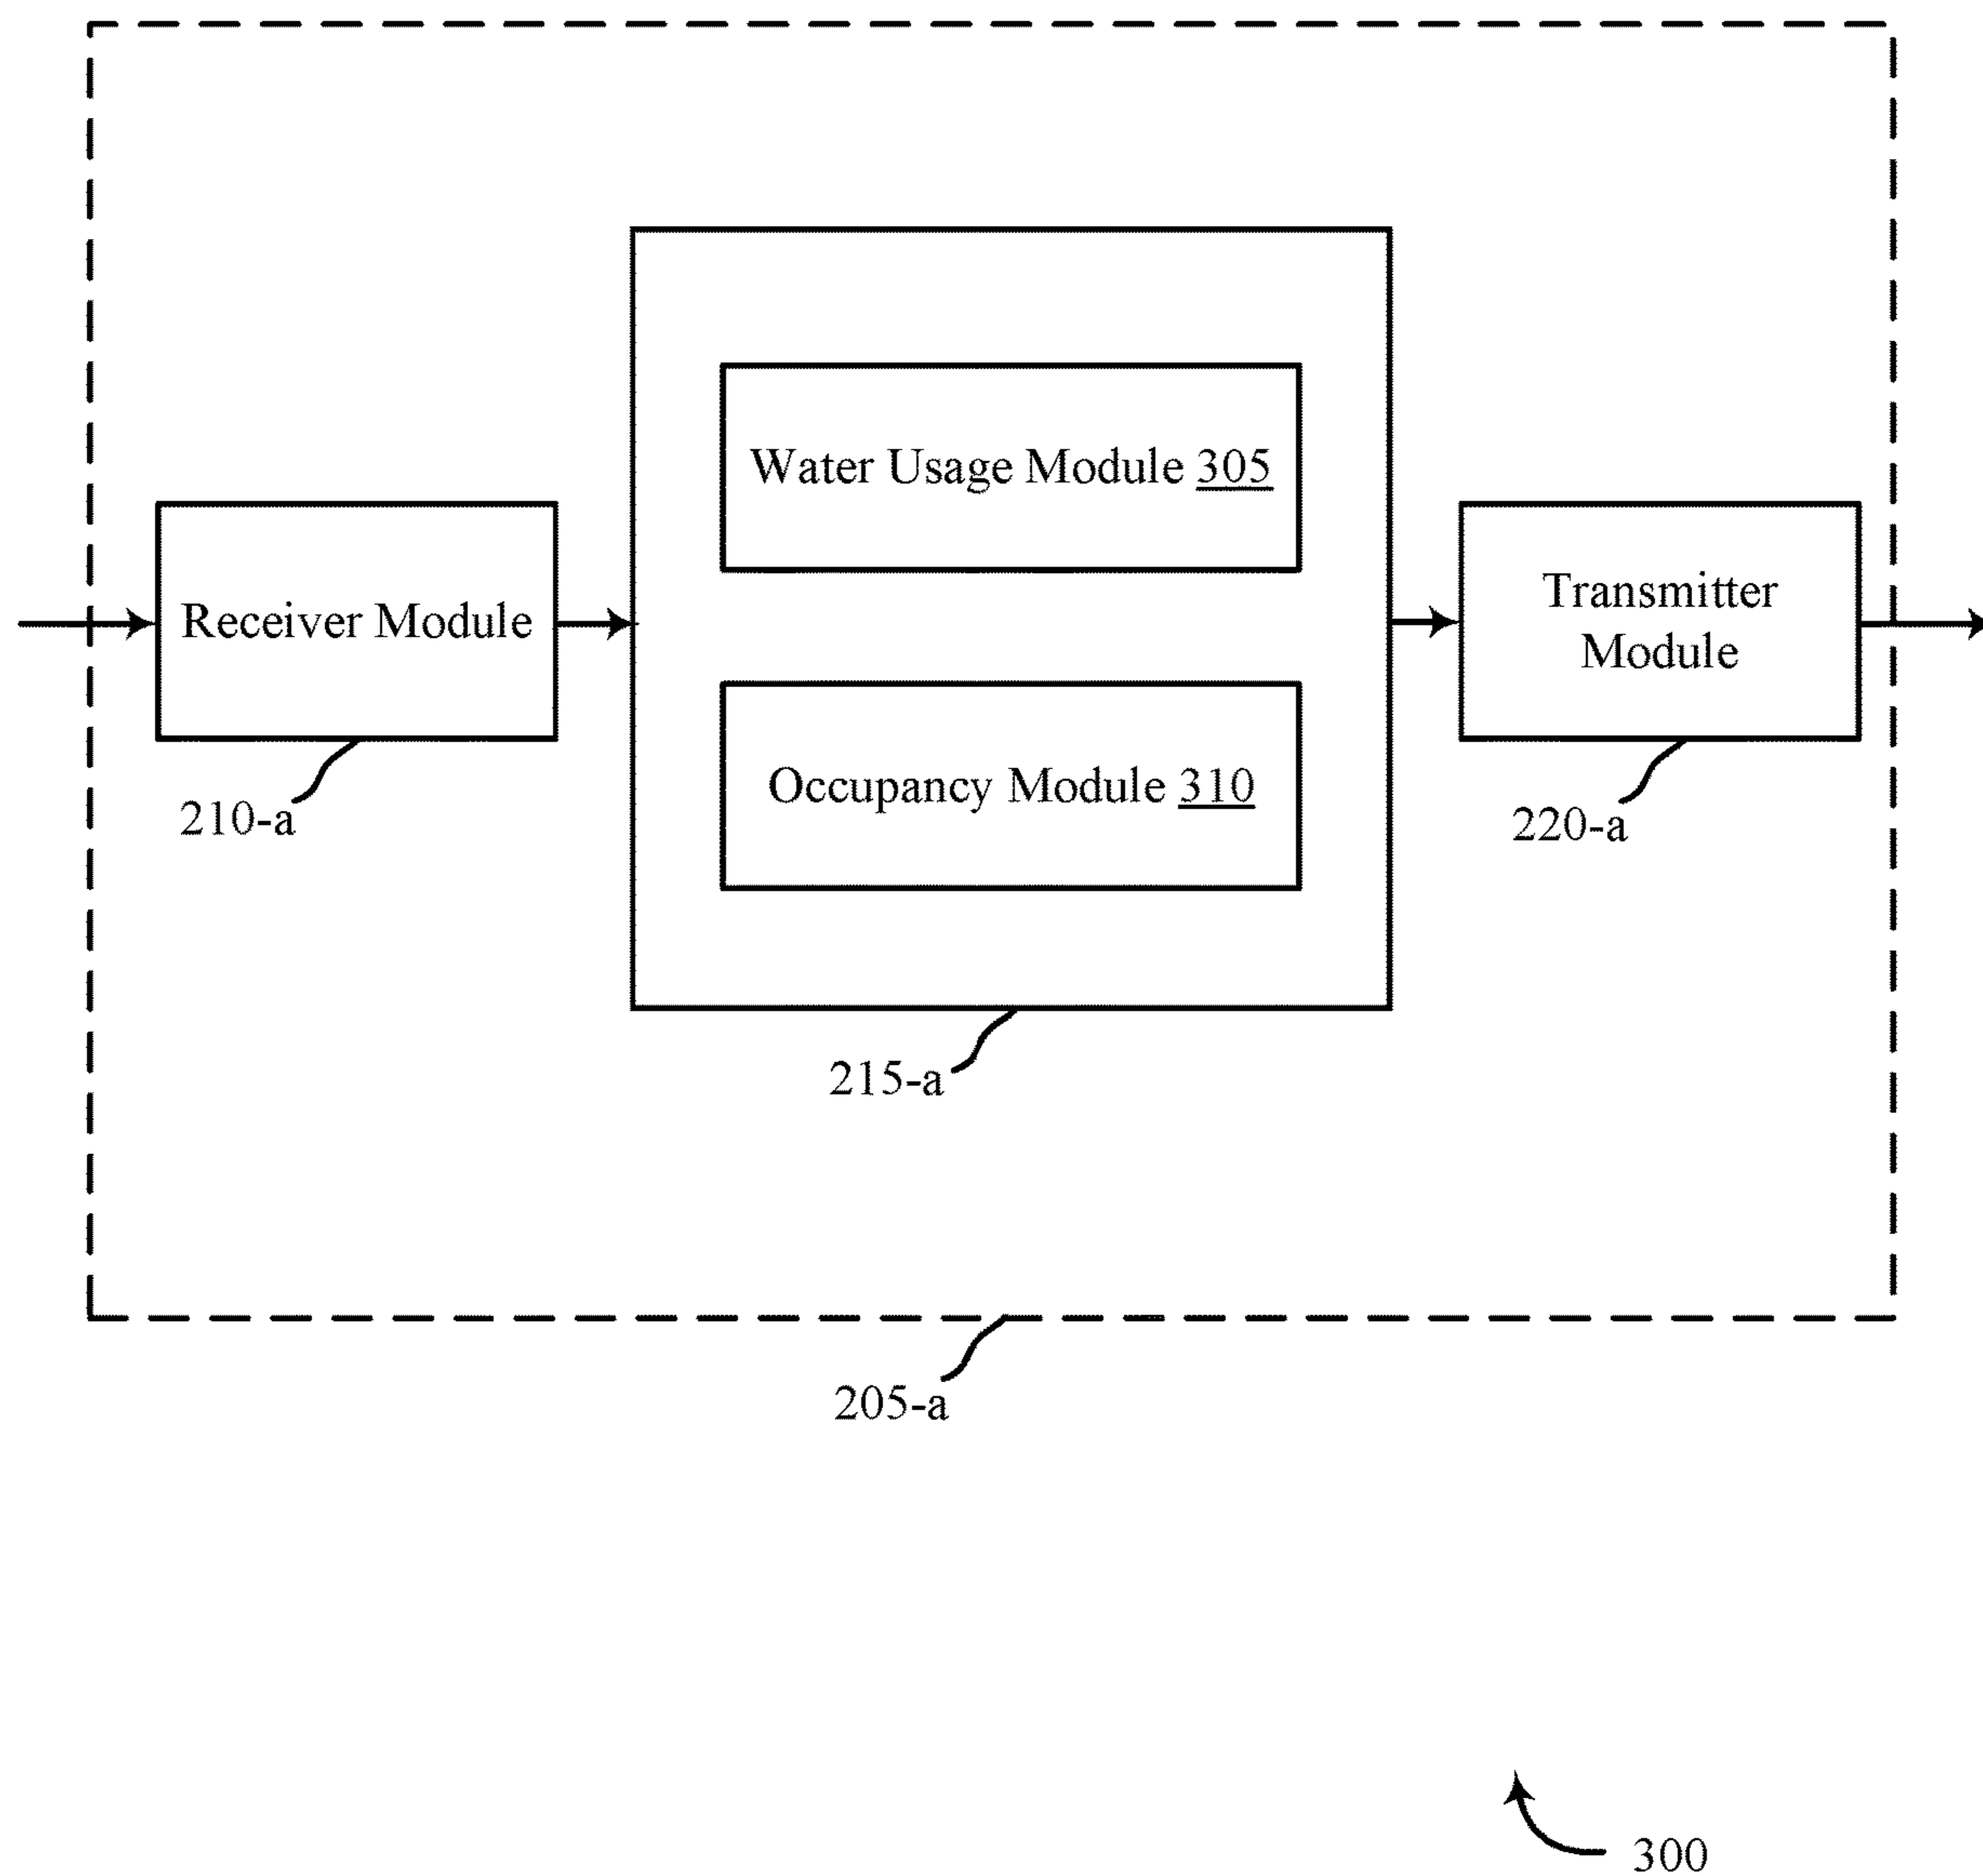 Water Usage Module 305
Receiver Module
Transmitter
Module
Occupancy Module 310
210-a
220-a
215-a
205-a
300